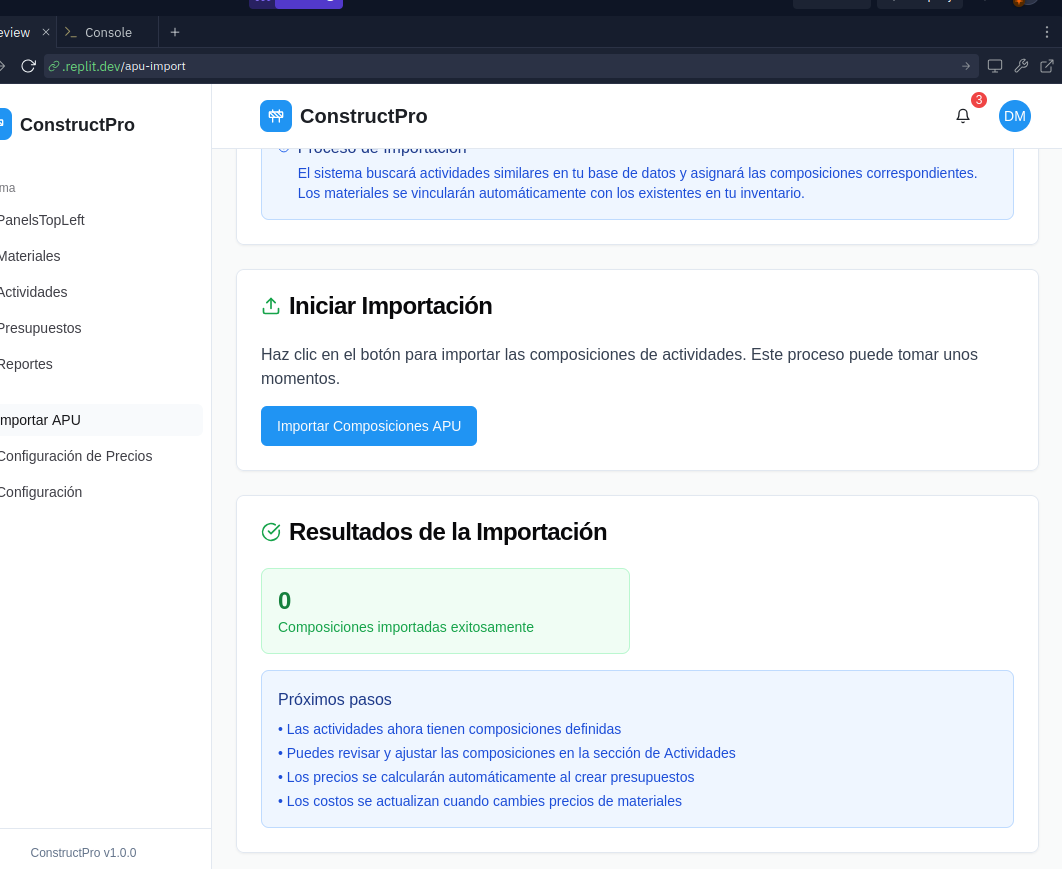 eview
Console
.replit.dev/apu-import
ConstructPro
ConstructPro
3
DM
ma
PanelsTopLeft
Materiales
Actividades
Presupuestos
Reportes
mportar APU
Configuración de Precios
Configuración
ConstructPro v1.0.0
Proceso de Importación
El sistema buscará actividades similares en tu base de datos y asignará las composiciones correspondientes.
Los materiales se vincularán automáticamente con los existentes en tu inventario.
Iniciar Importación
Haz clic en el botón para importar las composiciones de actividades. Este proceso puede tomar unos
momentos.
Importar Composiciones APU
Resultados de la Importación
0
Composiciones importadas exitosamente
Próximos pasos
• Las actividades ahora tienen composiciones definidas
• Puedes revisar y ajustar las composiciones en la sección de Actividades
• Los precios se calcularán automáticamente al crear presupuestos
• Los costos se actualizan cuando cambies precios de materiales